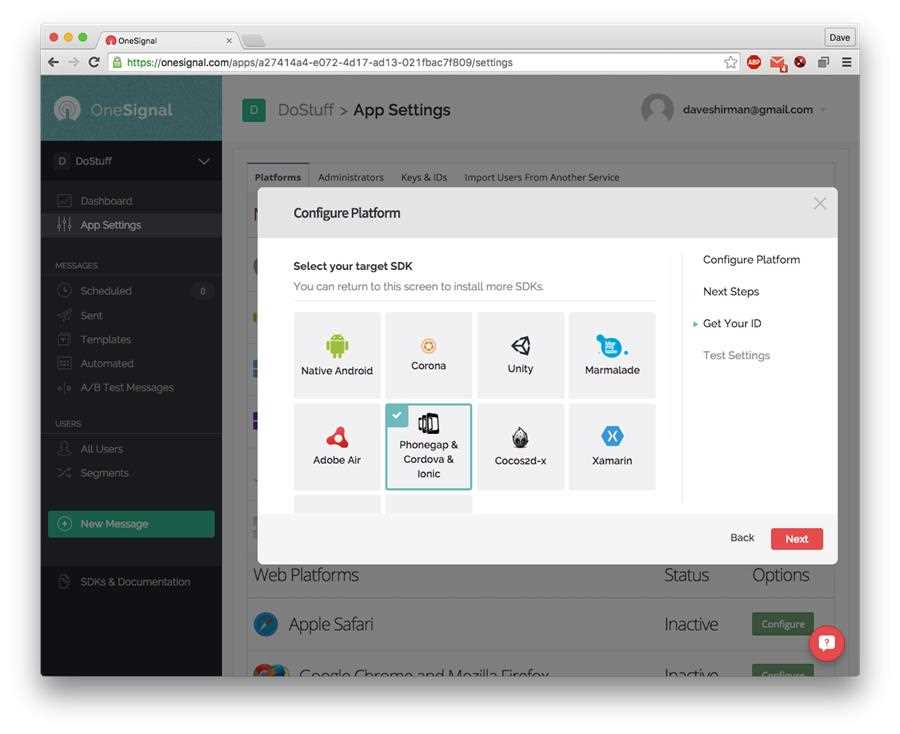 OneSignal
Dave
https://onesignal.com/apps/a27414a4-e072-4d17-ad13-021fbac7f809/settings
ABP
OneSignal
D
DoStuff > App Settings
daveshirman@gmail.com
D
DoStuff
Dashboard
App Settings
MESSAGES
Scheduled
0
Sent
Templates
Automated
A/B Test Messages
USERS
All Users
Segments
New Message
SDKs & Documentation
Platforms
Administrators
Keys & IDs
Import Users From Another Service
Configure Platform
Select your target SDK
You can return to this screen to install more SDKs.
Native Android
Corona
Unity
Marmalade
Adobe Air
Phonegap &
Cordova &
Ionic
Cocos2d-x
Xamarin
Configure Platform
Next Steps
Get Your ID
Test Settings
Back
Next
Web Platforms
Status
Options
Apple Safari
Inactive
Configure
Google Chrome and Mozilla Firefox
Inactive
Configure